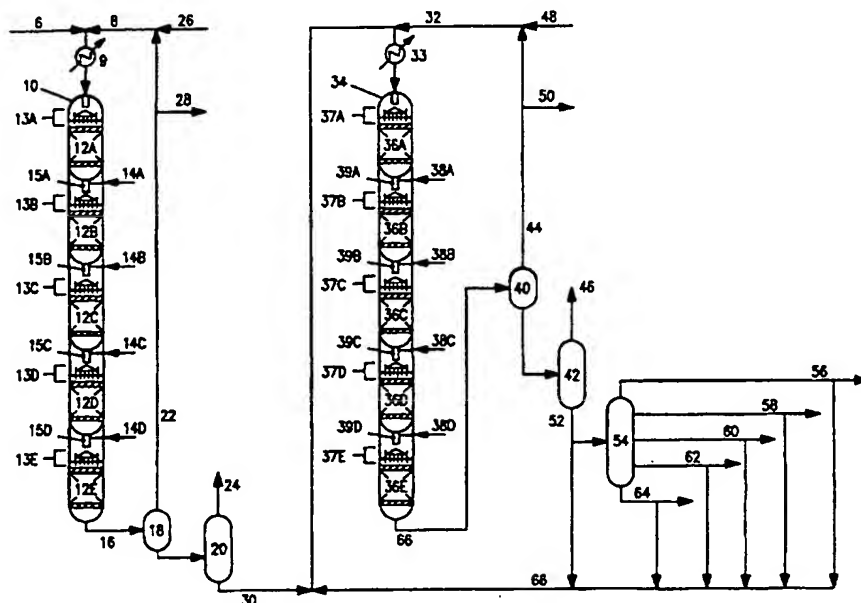 6 8 26 32 48
9 33
10 28 34 50
13A 37A
12A 36A
15A 14A 39A 38A
13B 37B
12B 36B 44
15B 14B 39B 38B
13C 37C 40 46
12C 36C
15C 14C 39C 38C 42 56
13D 37D
12D 22 36D 52 58
15D 14D 39D 38D 54 60
13E 37E 62
12E 24 36E 64
16 18 20 66
30 66